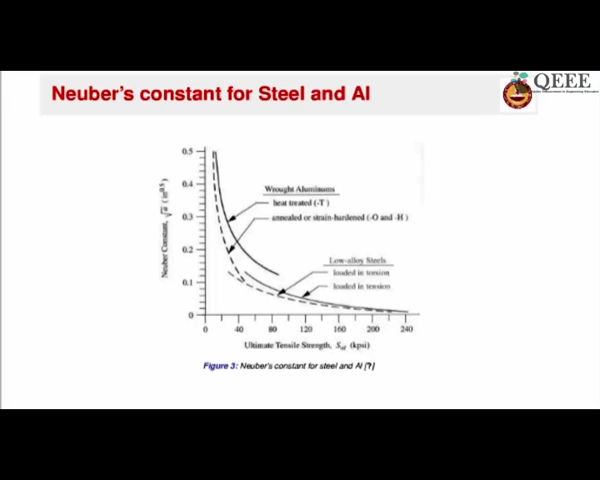 QEEE
Neuber's constant for Steel and Al
0.5
0.4
0.3
0.2
0.1
0
Neuber Constant, √a (in0.5)
Wrought Aluminums
heat treated (-T)
annealed or strain-hardened (-O and -H)
Low-alloy Steels
loaded in torsion
loaded in tension
0 40 80 120 160 200 240
Ultimate Tensile Strength, Sut (kpsi)
Figure 3: Neuber's constant for steel and Al [?]